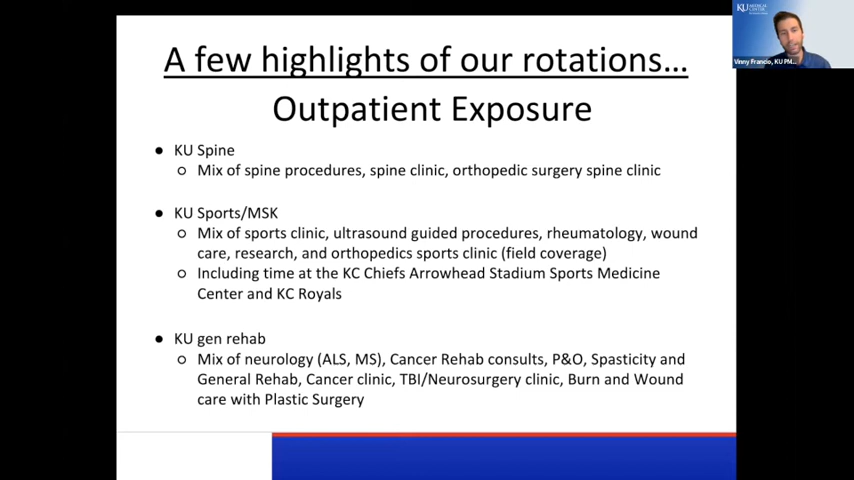 A few highlights of our rotations...
Outpatient Exposure
● KU Spine
○ Mix of spine procedures, spine clinic, orthopedic surgery spine clinic
● KU Sports/MSK
○ Mix of sports clinic, ultrasound guided procedures, rheumatology, wound
care, research, and orthopedics sports clinic (field coverage)
○ Including time at the KC Chiefs Arrowhead Stadium Sports Medicine
Center and KC Royals
● KU gen rehab
○ Mix of neurology (ALS, MS), Cancer Rehab consults, P&O, Spasticity and
General Rehab, Cancer clinic, TBI/Neurosurgery clinic, Burn and Wound
care with Plastic Surgery
KU MEDICAL
CENTER
Vinny Francio, KU PM...